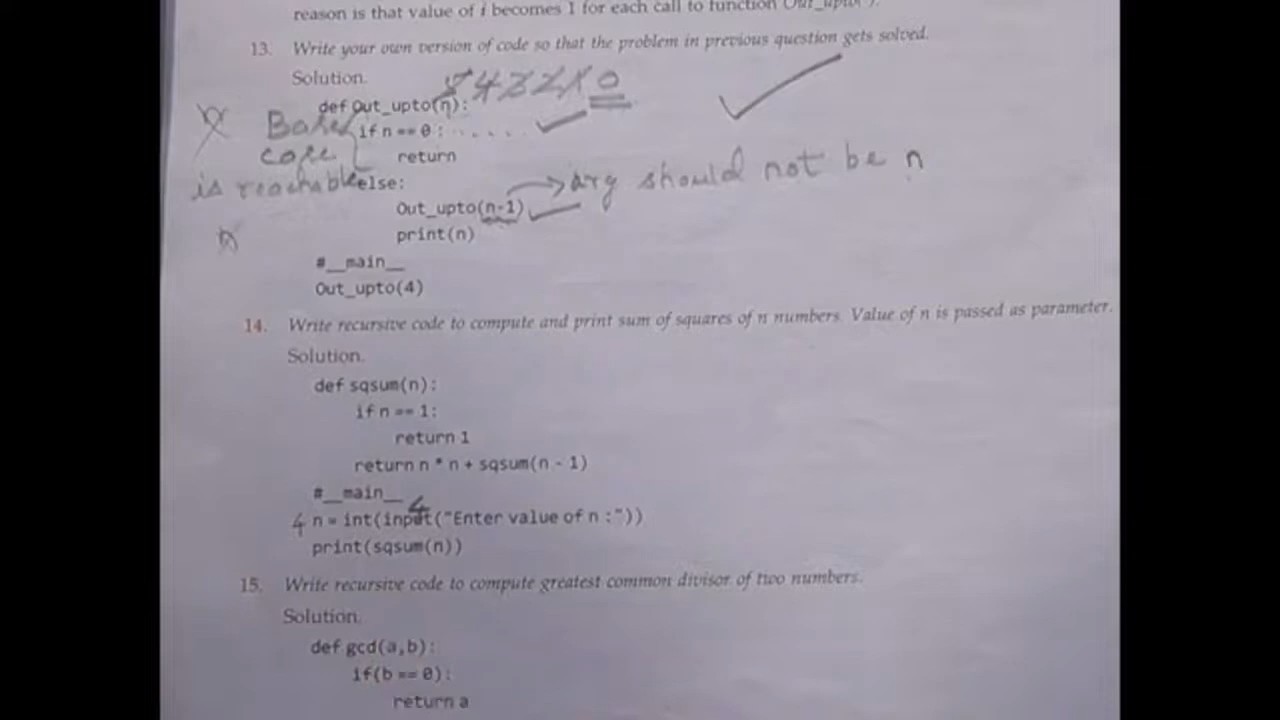 reason is that value of i becomes 1 for each call to function Out_upto( ).
13. Write your own version of code so that the problem in previous question gets solved.
Solution.
def Out_upto(n):
Base if n == 0 : . . . . .
case return
is reachable else:
Out_upto(n-1) → arg should not be n
print(n)
#__main__
Out_upto(4)
14. Write recursive code to compute and print sum of squares of n numbers. Value of n is passed as parameter.
Solution.
def sqsum(n):
if n == 1:
return 1
return n * n + sqsum(n - 1)
#__main__ 4
4 n = int(input("Enter value of n :"))
print(sqsum(n))
15. Write recursive code to compute greatest common divisor of two numbers.
Solution.
def gcd(a,b):
if(b == 0):
return a